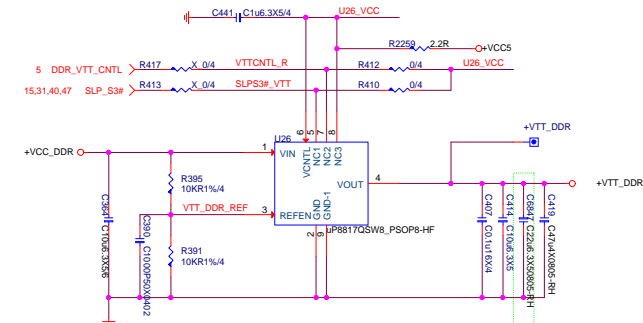 C441 C1u6.3X5/4 U26_VCC
R2259 2.2R +VCC5
5 DDR_VTT_CNTL R417 X_0/4 VTTCNTL_R R412 0/4 U26_VCC
15,31,40,47 SLP_S3# R413 X_0/4 SLPS3#_VTT R410 0/4
6 5 7 8
U26
+VTT_DDR
+VCC_DDR 1 VIN
VCNTL NC1 NC2 NC3
R395
10KR1%/4
VOUT 4
+VTT_DDR
VTT_DDR_REF 3 REFEN
GND GND-1
2 9
uP8817QSW8_PSOP8-HF
R391
10KR1%/4
C364
C10u6.3X5/6
C390
C1000P50X0402
C407
C0.1u16X/4
C414
C10u6.3X5
C6847
C22u6.3X50805-RH
C419
C47u4X0805-RH